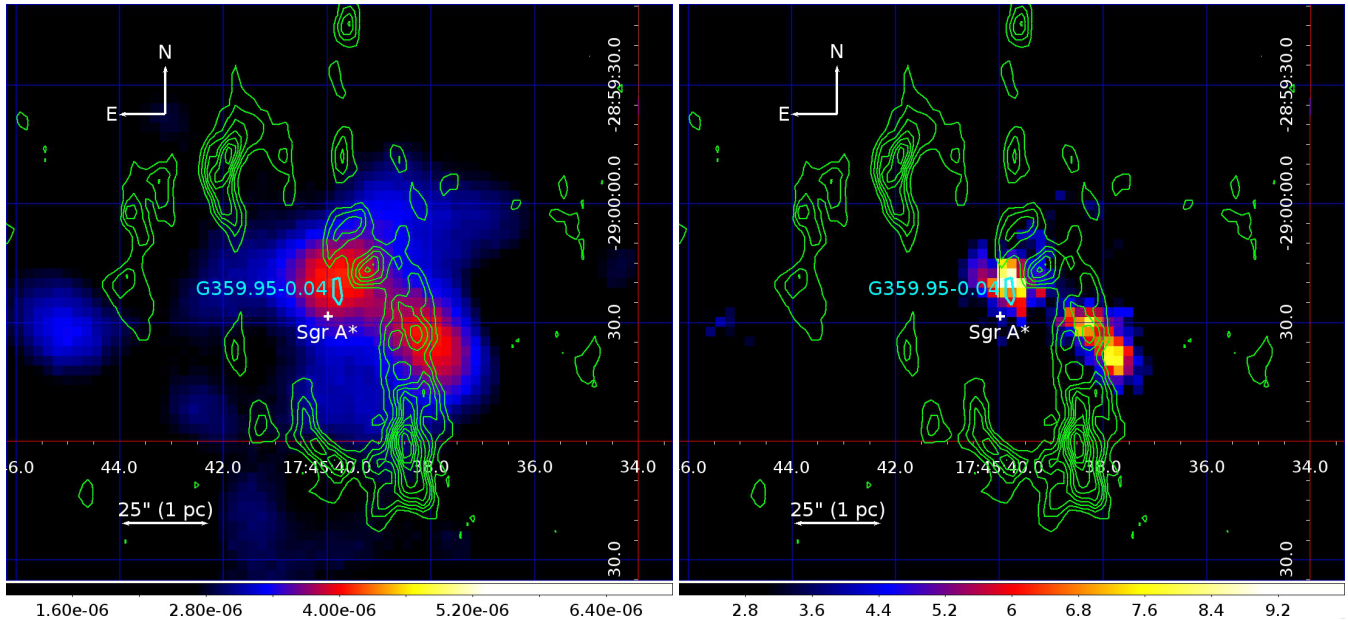 N
E
-28:59:30.0
-29:00:00.0
G359.95-0.04
30.0
Sgr A*
46.0 44.0 42.0 17:45:40.0 38.0 36.0 34.0
25" (1 pc)
30.0
1.60e-06 2.80e-06 4.00e-06 5.20e-06 6.40e-06
N
E
-28:59:30.0
-29:00:00.0
G359.95-0.04
30.0
Sgr A*
46.0 44.0 42.0 17:45:40.0 38.0 36.0 34.0
25" (1 pc)
30.0
2.8 3.6 4.4 5.2 6 6.8 7.6 8.4 9.2